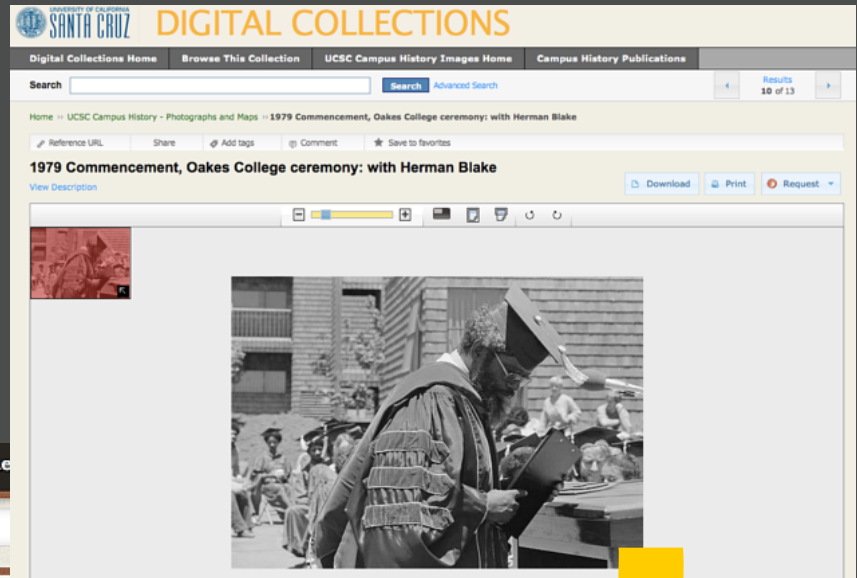 UNIVERSITY OF CALIFORNIA
SANTA CRUZ DIGITAL COLLECTIONS
Digital Collections Home Browse This Collection UCSC Campus History Images Home Campus History Publications
Search Search Advanced Search Results
10 of 13
Home ›› UCSC Campus History - Photographs and Maps ›› 1979 Commencement, Oakes College ceremony: with Herman Blake
Reference URL Share Add tags Comment Save to favorites
1979 Commencement, Oakes College ceremony: with Herman Blake
View Description Download Print Request